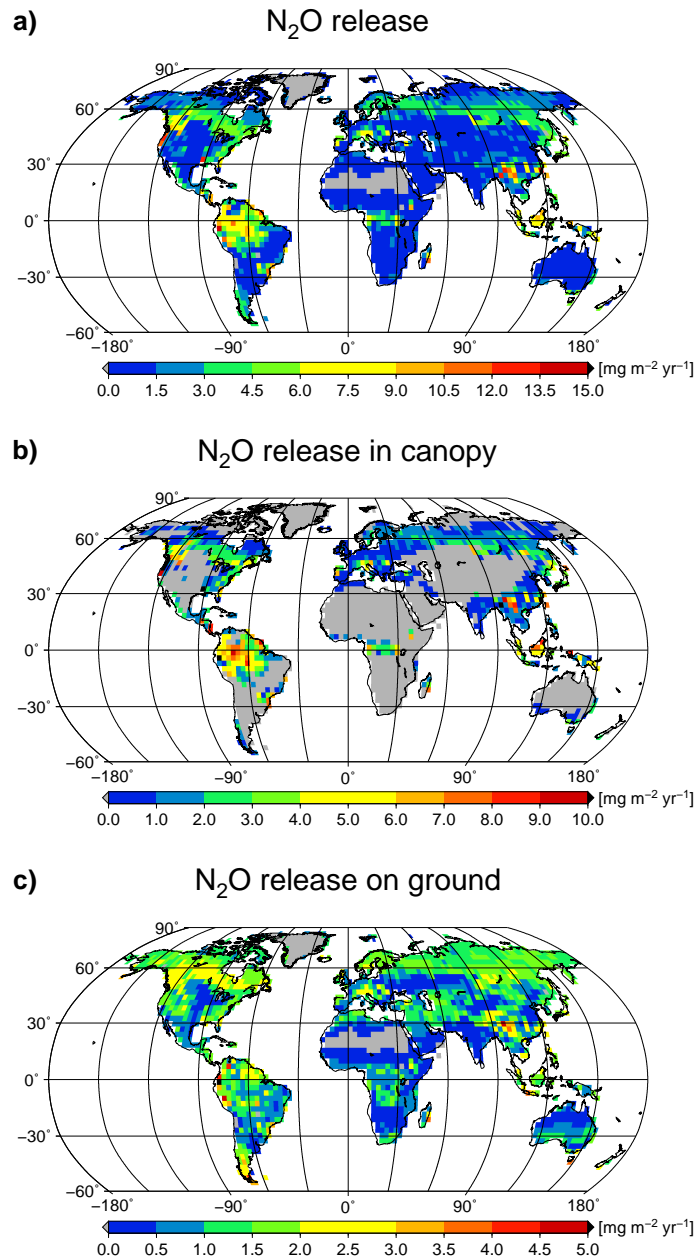 a) N₂O release
90°
60°
30°
0°
−30°
−60°
−180° −90° 0° 90° 180°
0.0 1.5 3.0 4.5 6.0 7.5 9.0 10.5 12.0 13.5 15.0 [mg m⁻² yr⁻¹]
b) N₂O release in canopy
90°
60°
30°
0°
−30°
−60°
−180° −90° 0° 90° 180°
0.0 1.0 2.0 3.0 4.0 5.0 6.0 7.0 8.0 9.0 10.0 [mg m⁻² yr⁻¹]
c) N₂O release on ground
90°
60°
30°
0°
−30°
−60°
−180° −90° 0° 90° 180°
0.0 0.5 1.0 1.5 2.0 2.5 3.0 3.5 4.0 4.5 5.0 [mg m⁻² yr⁻¹]